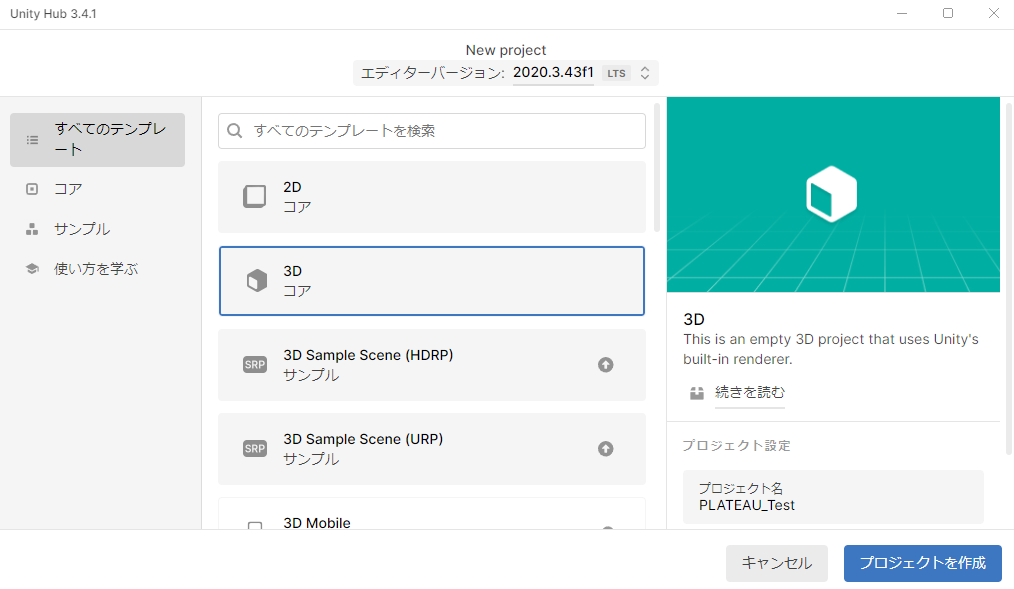 Unity Hub 3.4.1
New project
エディターバージョン: 2020.3.43f1 LTS
すべてのテンプレ
ート
コア
サンプル
使い方を学ぶ
すべてのテンプレートを検索
2D
コア
3D
コア
SRP 3D Sample Scene (HDRP)
サンプル
SRP 3D Sample Scene (URP)
サンプル
3D Mobile
3D
This is an empty 3D project that uses Unity's
built-in renderer.
続きを読む
プロジェクト設定
プロジェクト名
PLATEAU_Test
キャンセル
プロジェクトを作成